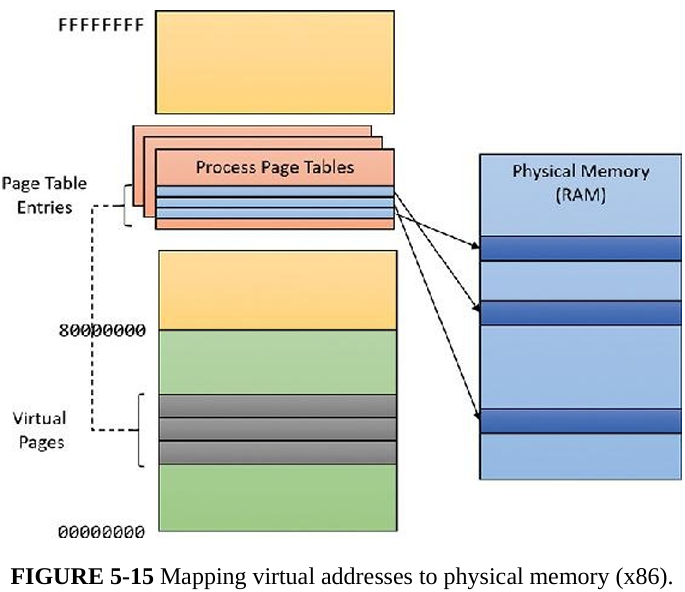 FFFFFFFF
Process Page Tables
Page Table
Entries
Physical Memory
(RAM)
80000000
Virtual
Pages
00000000
FIGURE 5-15 Mapping virtual addresses to physical memory (x86).